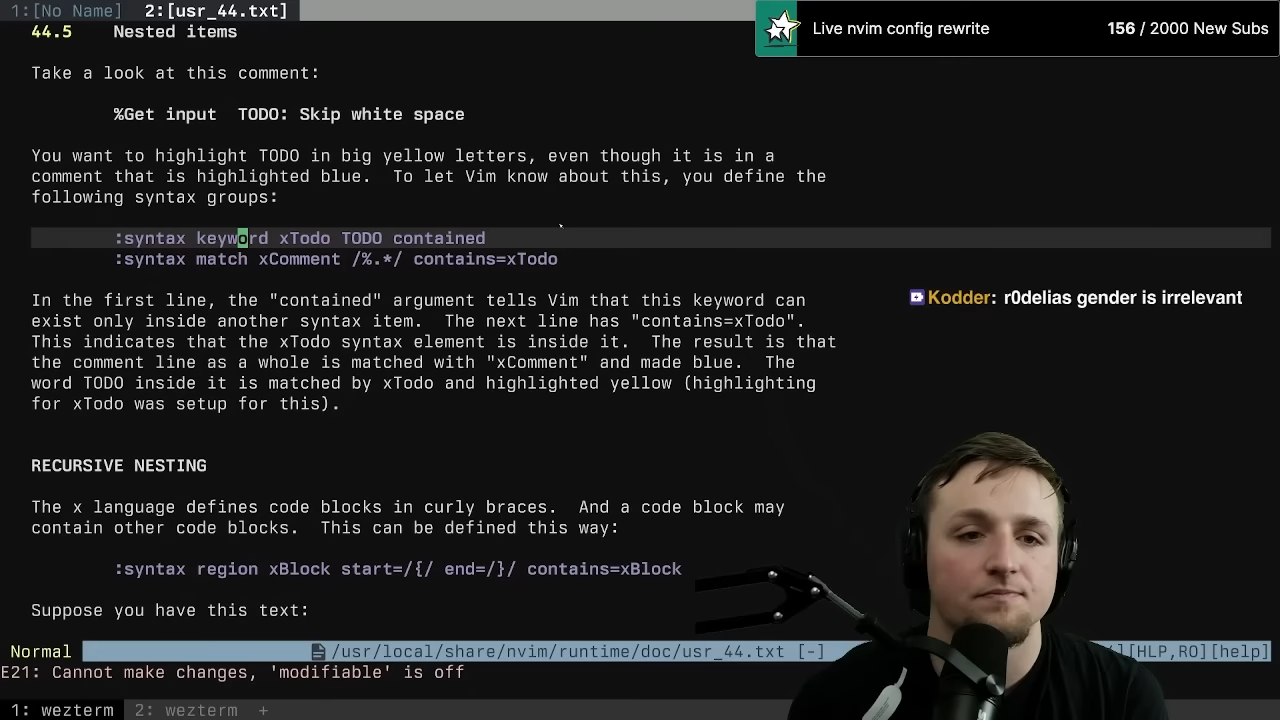 1:[No Name] 2:[usr_44.txt]
Live nvim config rewrite 156 / 2000 New Subs
44.5 Nested items
Take a look at this comment:
%Get input TODO: Skip white space
You want to highlight TODO in big yellow letters, even though it is in a
comment that is highlighted blue. To let Vim know about this, you define the
following syntax groups:
:syntax keyword xTodo TODO contained
:syntax match xComment /%.*/ contains=xTodo
Kodder: r0delias gender is irrelevant
In the first line, the "contained" argument tells Vim that this keyword can
exist only inside another syntax item. The next line has "contains=xTodo".
This indicates that the xTodo syntax element is inside it. The result is that
the comment line as a whole is matched with "xComment" and made blue. The
word TODO inside it is matched by xTodo and highlighted yellow (highlighting
for xTodo was setup for this).
RECURSIVE NESTING
The x language defines code blocks in curly braces. And a code block may
contain other code blocks. This can be defined this way:
:syntax region xBlock start=/{/ end=/}/ contains=xBlock
Suppose you have this text:
Normal /usr/local/share/nvim/runtime/doc/usr_44.txt [-] [HLP,RO][help]
E21: Cannot make changes, 'modifiable' is off
1: wezterm 2: wezterm +